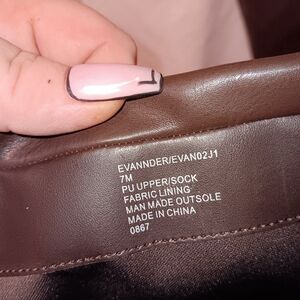 EVANNDER/EVAN02J1
7M
PU UPPER/SOCK
FABRIC LINING
MAN MADE OUTSOLE
MADE IN CHINA
0867